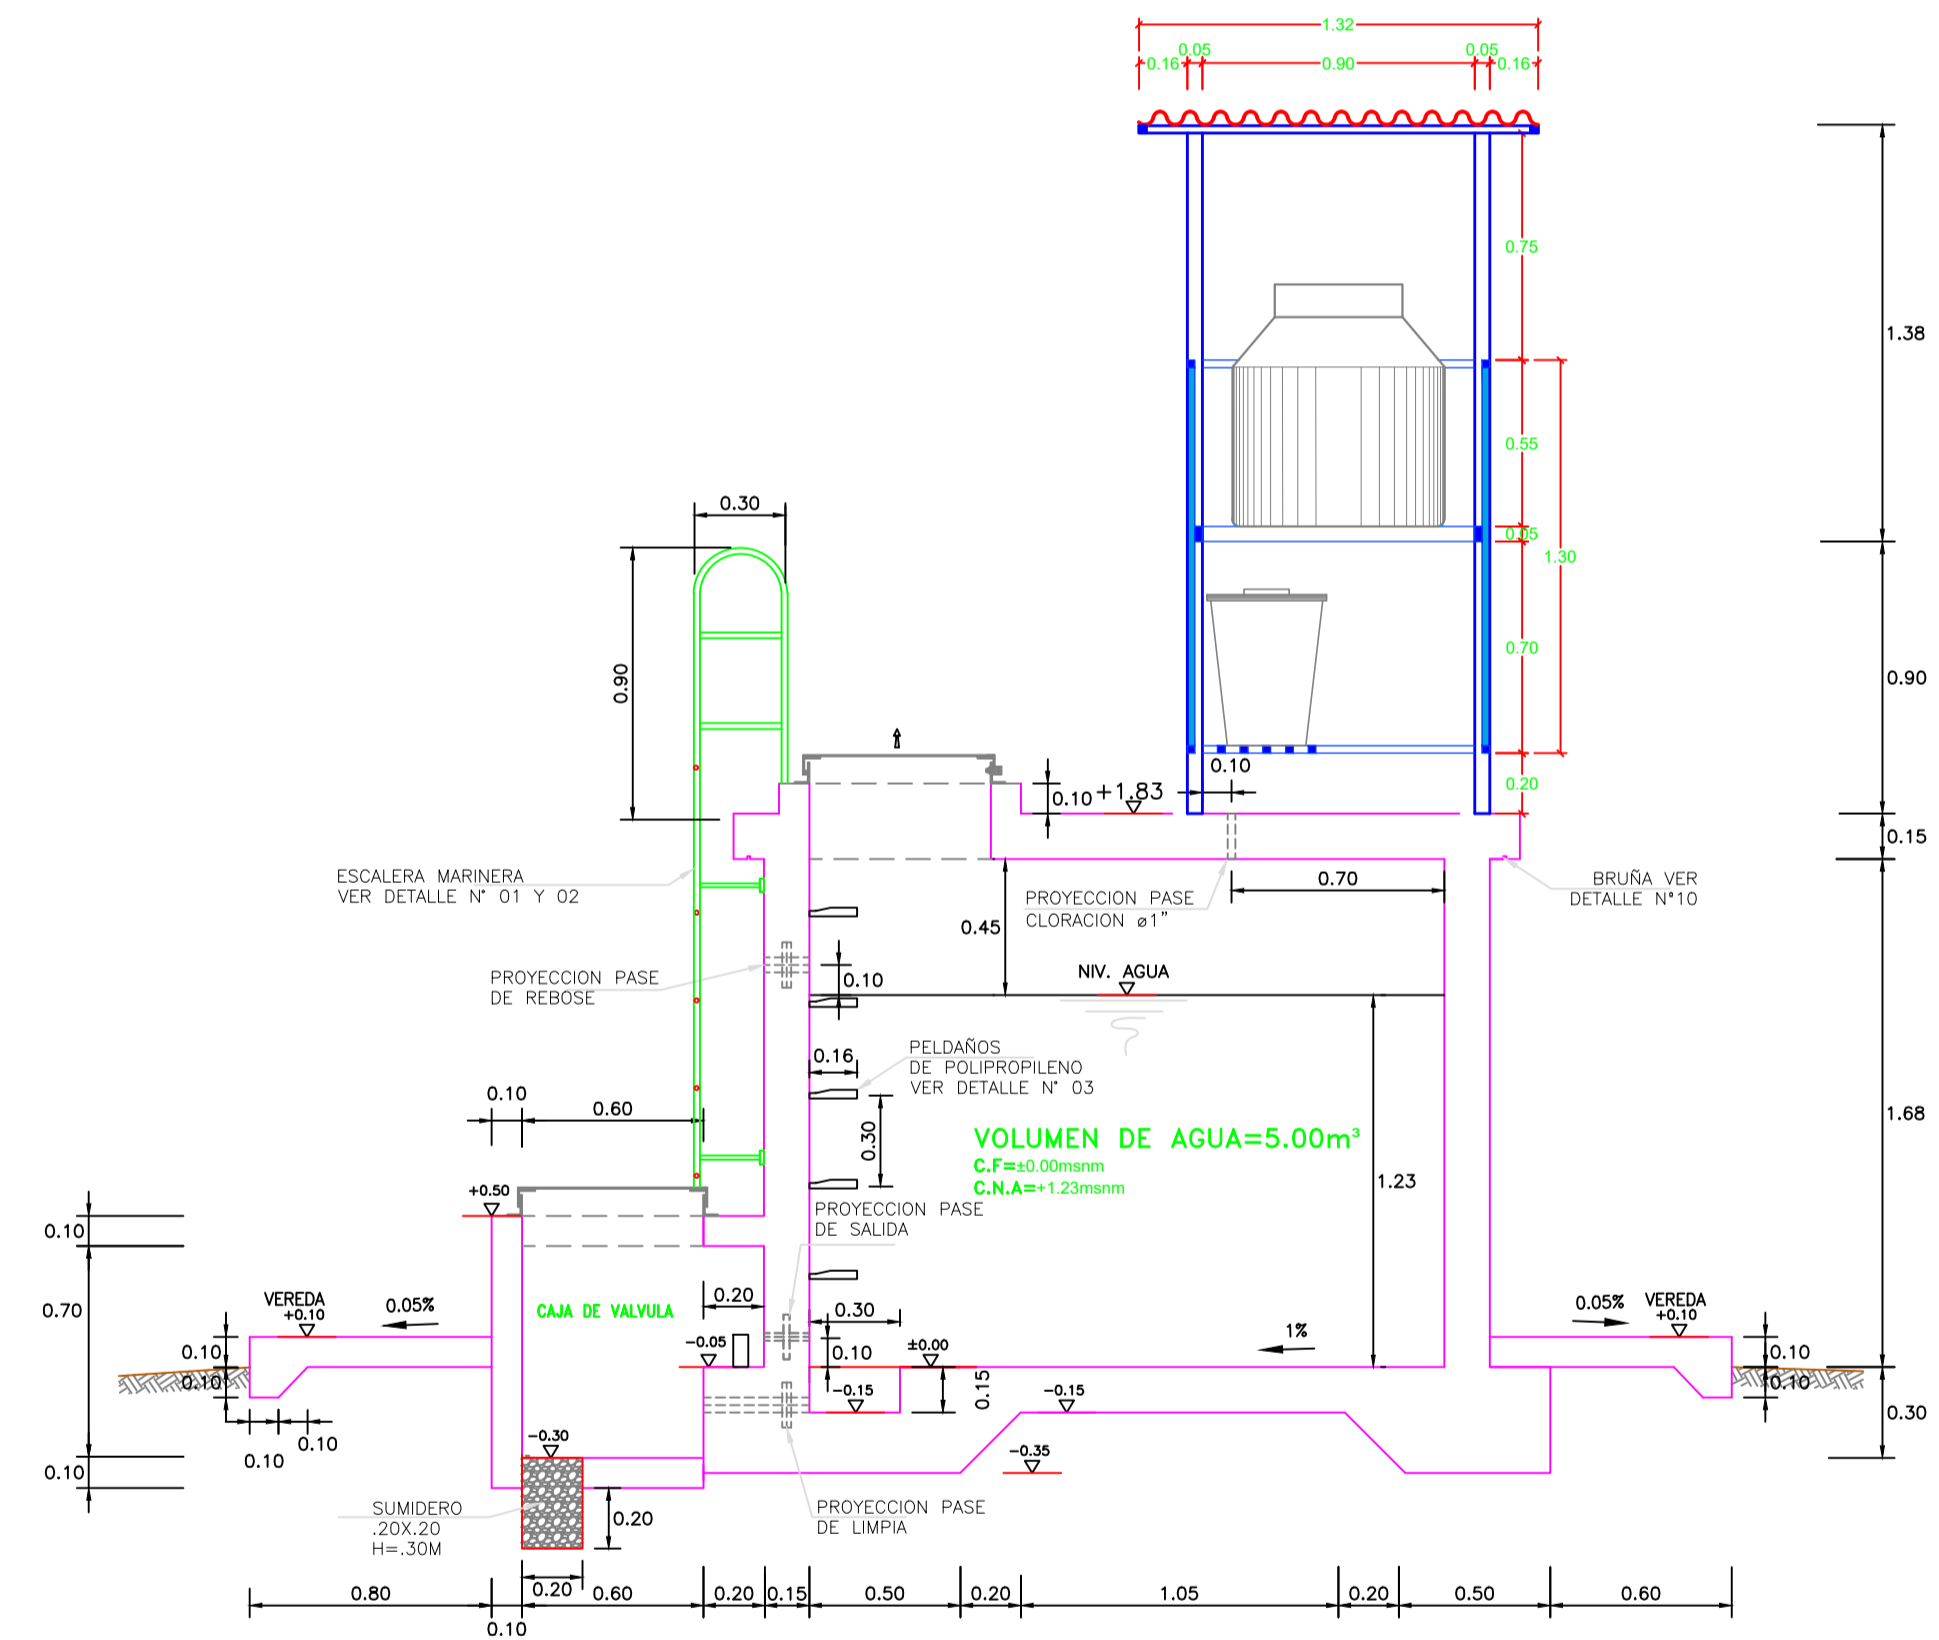 1.32
0.05 0.05
0.16 0.90 0.16
0.75
1.38
0.55
0.30
0.05
1.30
0.90
0.70
0.90
0.10
0.20
0.10 +1.83
0.15
ESCALERA MARINERA
VER DETALLE N° 01 Y 02
0.70
BRUÑA VER
DETALLE N°10
PROYECCION PASE
CLORACION ø1"
0.45
PROYECCION PASE
DE REBOSE
0.10
NIV. AGUA
0.16
PELDAÑOS
DE POLIPROPILENO
VER DETALLE N° 03
0.10
0.60
0.30
1.68
VOLUMEN DE AGUA=5.00m³
C.F=±0.00msnm
C.N.A=+1.23msnm
1.23
+0.50
PROYECCION PASE
DE SALIDA
0.10
0.70
VEREDA
+0.10
0.05%
CAJA DE VALVULA
0.20
0.30
0.05%
VEREDA
+0.10
1%
-0.05
±0.00
0.10
0.10
0.10
0.10
0.10
-0.15
0.15
-0.15
0.30
0.10
0.10
-0.30
-0.35
0.10
SUMIDERO
.20X.20
H=.30M
0.20
PROYECCION PASE
DE LIMPIA
0.20
0.80 0.60 0.20 0.15 0.50 0.20 1.05 0.20 0.50 0.60
0.10